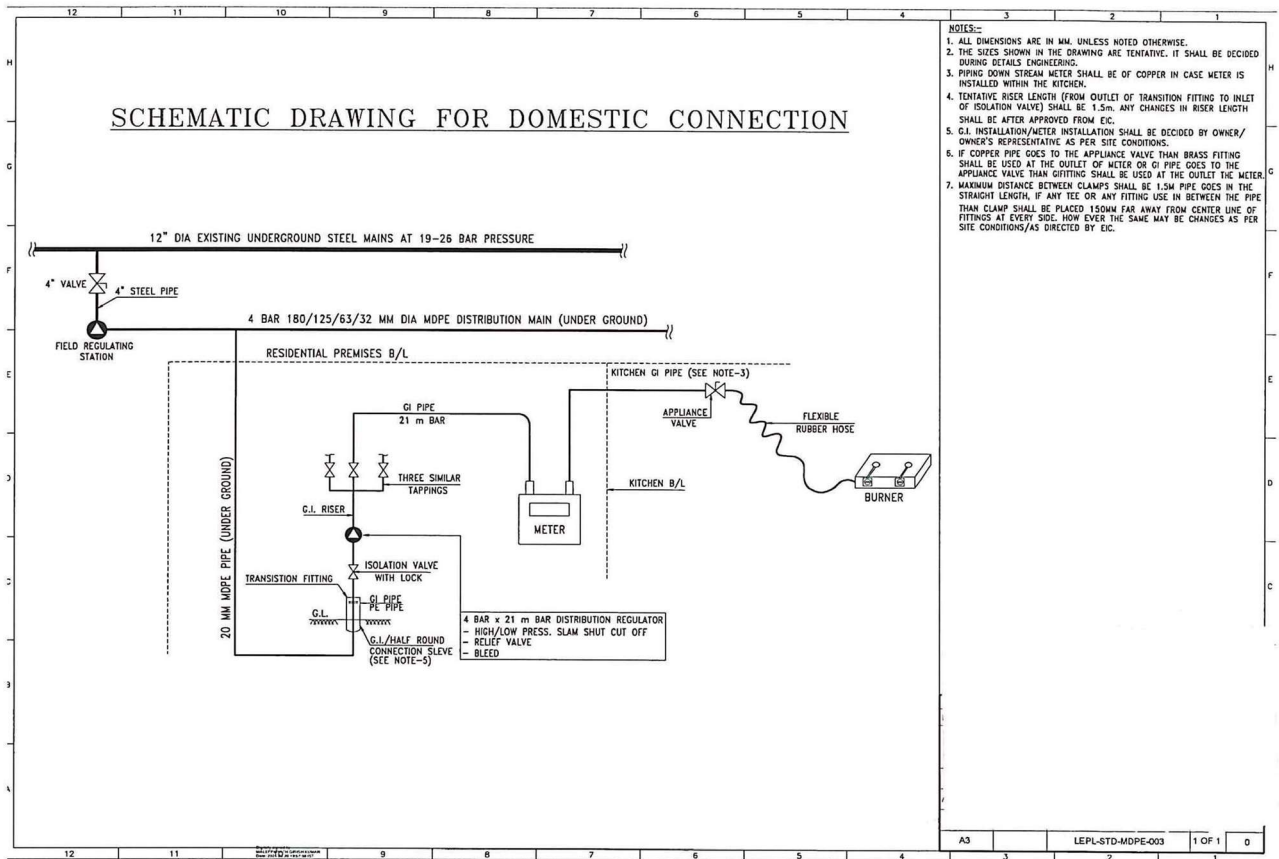 12 11 10 9 8 7 6 5 4 3 2 1
H
G
F
E
D
C
B
A
SCHEMATIC DRAWING FOR DOMESTIC CONNECTION
12" DIA EXISTING UNDERGROUND STEEL MAINS AT 19-26 BAR PRESSURE
4" VALVE
4" STEEL PIPE
4 BAR 180/125/63/32 MM DIA MDPE DISTRIBUTION MAIN (UNDER GROUND)
FIELD REGULATING
STATION
RESIDENTIAL PREMISES B/L
KITCHEN GI PIPE (SEE NOTE-3)
GI PIPE
21 m BAR
APPLIANCE
VALVE
FLEXIBLE
RUBBER HOSE
THREE SIMILAR
TAPPINGS
KITCHEN B/L
BURNER
G.I. RISER
METER
20 MM MDPE PIPE (UNDER GROUND)
ISOLATION VALVE
WITH LOCK
TRANSISTION FITTING
GI PIPE
PE PIPE
G.L.
G.I./HALF ROUND
CONNECTION SLEVE
(SEE NOTE-5)
4 BAR x 21 m BAR DISTRIBUTION REGULATOR
- HIGH/LOW PRESS. SLAM SHUT CUT OFF
- RELIEF VALVE
- BLEED
NOTES:-
1. ALL DIMENSIONS ARE IN MM. UNLESS NOTED OTHERWISE.
2. THE SIZES SHOWN IN THE DRAWING ARE TENTATIVE. IT SHALL BE DECIDED
DURING DETAILS ENGINEERING.
3. PIPING DOWN STREAM METER SHALL BE OF COPPER IN CASE METER IS
INSTALLED WITHIN THE KITCHEN.
4. TENTATIVE RISER LENGTH (FROM OUTLET OF TRANSITION FITTING TO INLET
OF ISOLATION VALVE) SHALL BE 1.5m. ANY CHANGES IN RISER LENGTH
SHALL BE AFTER APPROVED FROM EIC.
5. G.I. INSTALLATION/METER INSTALLATION SHALL BE DECIDED BY OWNER/
OWNER'S REPRESENTATIVE AS PER SITE CONDITIONS.
6. IF COPPER PIPE GOES TO THE APPLIANCE VALVE THAN BRASS FITTING
SHALL BE USED AT THE OUTLET OF METER OR GI PIPE GOES TO THE
APPLIANCE VALVE THAN GIFITTING SHALL BE USED AT THE OUTLET THE METER.
7. MAXIMUM DISTANCE BETWEEN CLAMPS SHALL BE 1.5M PIPE GOES IN THE
STRAIGHT LENGTH, IF ANY TEE OR ANY FITTING USE IN BETWEEN THE PIPE
THAN CLAMP SHALL BE PLACED 150MM FAR AWAY FROM CENTER LINE OF
FITTINGS AT EVERY SIDE. HOW EVER THE SAME MAY BE CHANGES AS PER
SITE CONDITIONS/AS DIRECTED BY EIC.
H
G
F
E
D
C
A3 LEPL-STD-MDPE-003 1 OF 1 0
12 11 9 8 7 6 5 4 3 2 1